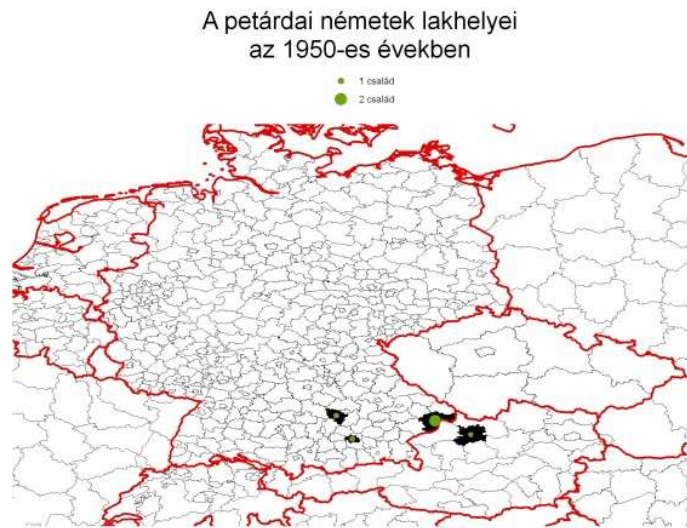 A petárdai németek lakhelyei
az 1950-es években
1 család
2 család